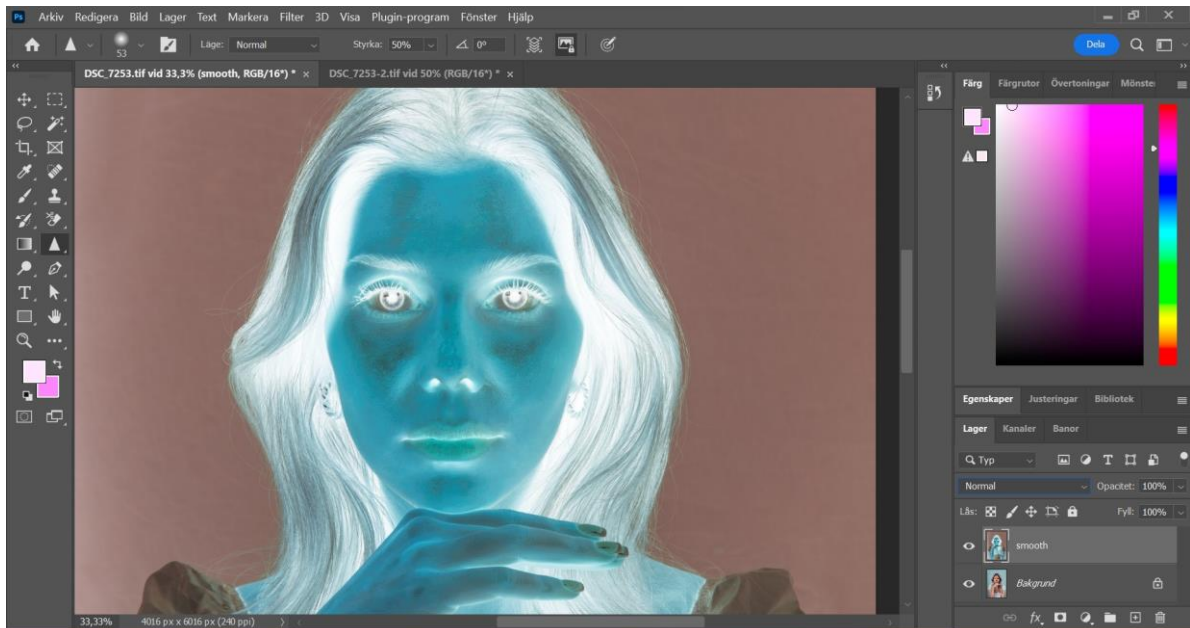 Ps Arkiv Redigera Bild Lager Text Markera Filter 3D Visa Plugin-program Fönster Hjälp
53 Läge: Normal Styrka: 50% 0° Dela
DSC_7253.tif vid 33,3% (smooth, RGB/16*) * × DSC_7253-2.tif vid 50% (RGB/16*) * ×
Färg Färgrutor Övertoningar Mönste
Egenskaper Justeringar Bibliotek
Lager Kanaler Banor
Typ
Normal Opacitet: 100%
Lås: Fyll: 100%
smooth
Bakgrund
fx
33,33% 4016 px x 6016 px (240 ppi)